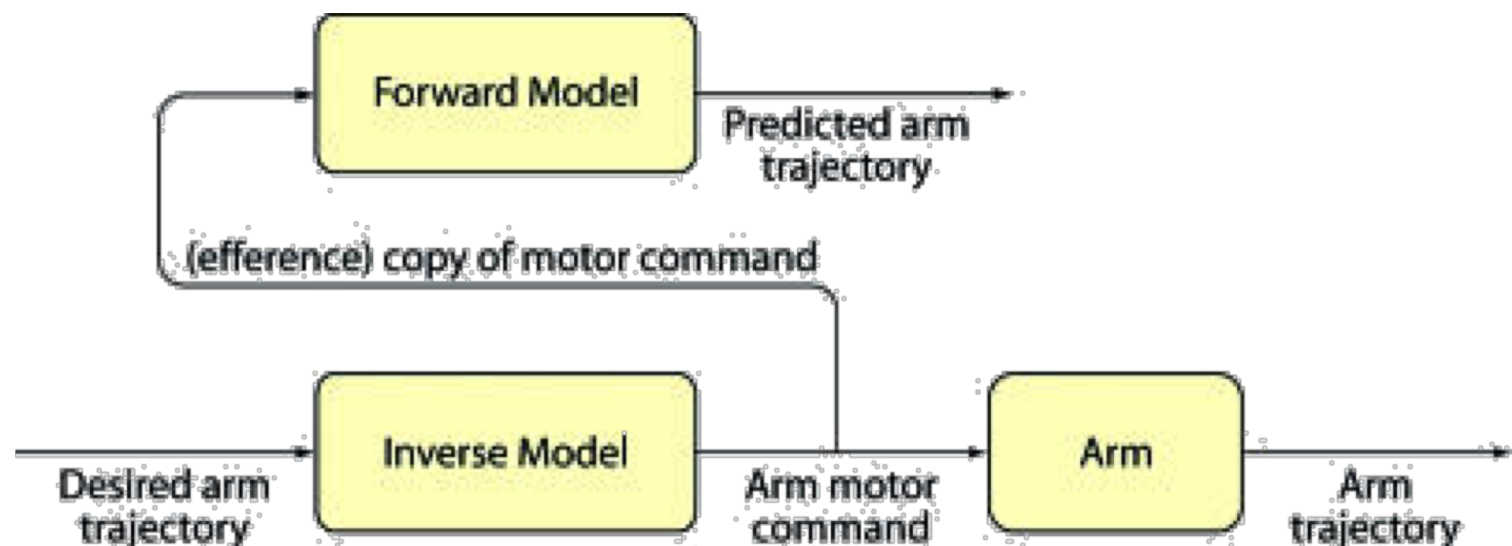 Forward Model
Predicted arm
trajectory
(efference) copy of motor command
Inverse Model
Arm
Desired arm
trajectory
Arm motor
command
Arm
trajectory